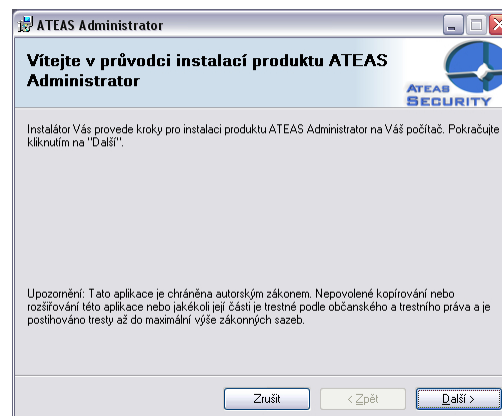 ATEAS Administrator
Vítejte v průvodci instalací produktu ATEAS
Administrator
ATEAS
SECURITY
Instalátor Vás provede kroky pro instalaci produktu ATEAS Administrator na Váš počítač. Pokračujte
kliknutím na "Další".
Upozornění: Tato aplikace je chráněna autorským zákonem. Nepovolené kopírování nebo
rozšiřování této aplikace nebo jakékoli její části je trestné podle občanského a trestního práva a je
postihováno tresty až do maximální výše zákonných sazeb.
Zrušit
< Zpět
Další >